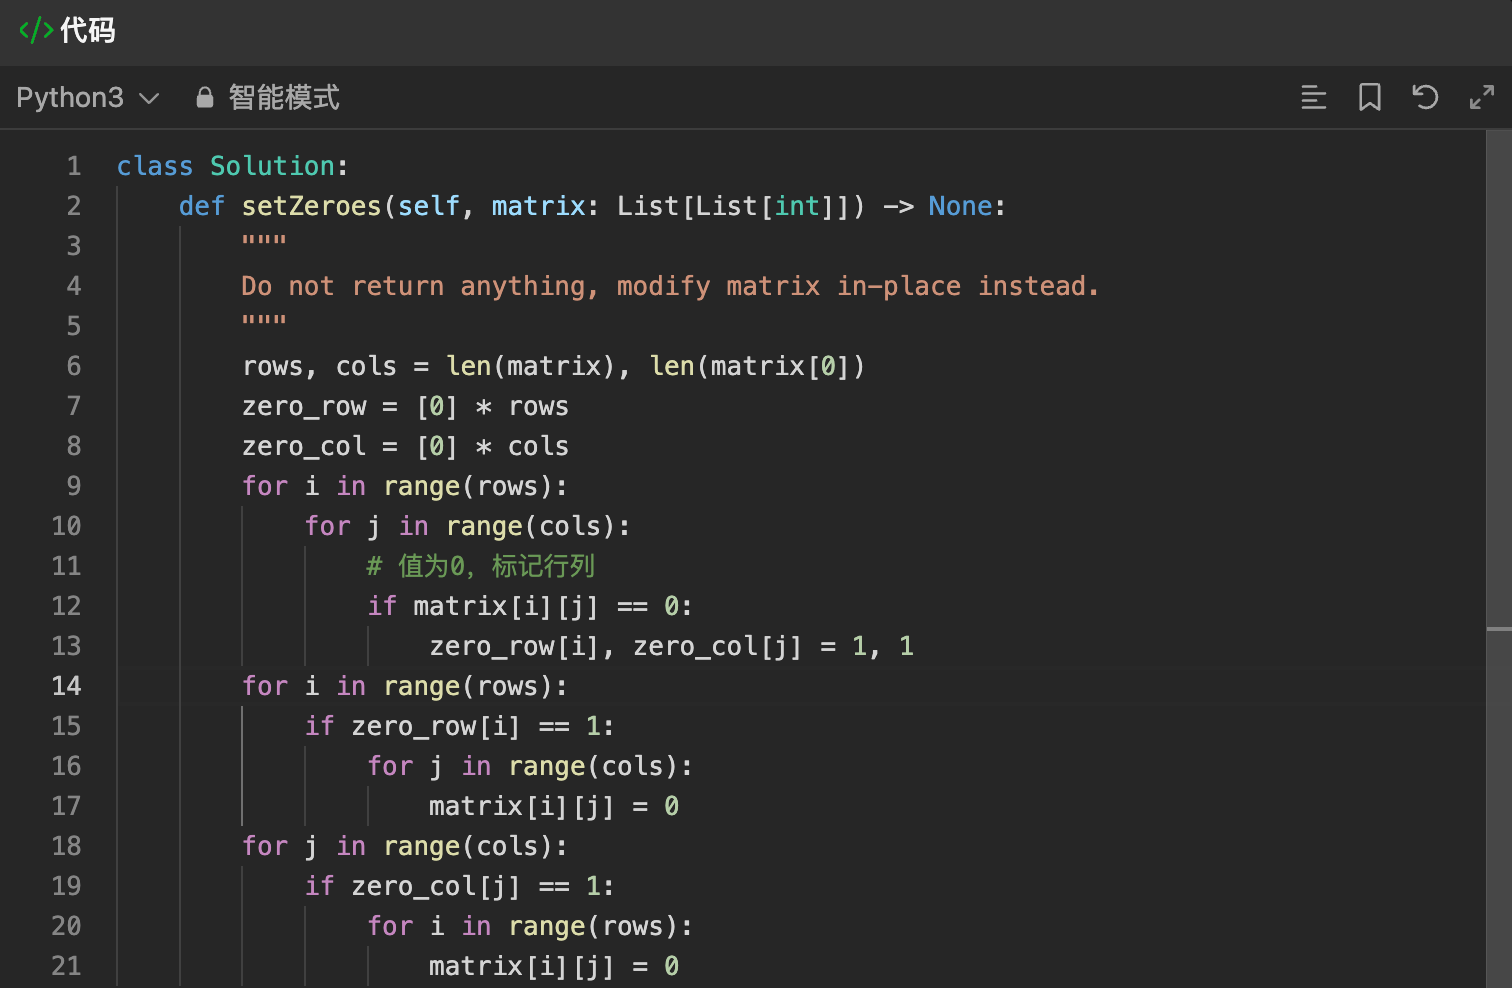 </> 代码
Python3 智能模式
1 class Solution:
2     def setZeroes(self, matrix: List[List[int]]) -> None:
3         """
4         Do not return anything, modify matrix in-place instead.
5         """
6         rows, cols = len(matrix), len(matrix[0])
7         zero_row = [0] * rows
8         zero_col = [0] * cols
9         for i in range(rows):
10             for j in range(cols):
11                 # 值为0，标记行列
12                 if matrix[i][j] == 0:
13                     zero_row[i], zero_col[j] = 1, 1
14         for i in range(rows):
15             if zero_row[i] == 1:
16                 for j in range(cols):
17                     matrix[i][j] = 0
18         for j in range(cols):
19             if zero_col[j] == 1:
20                 for i in range(rows):
21                     matrix[i][j] = 0